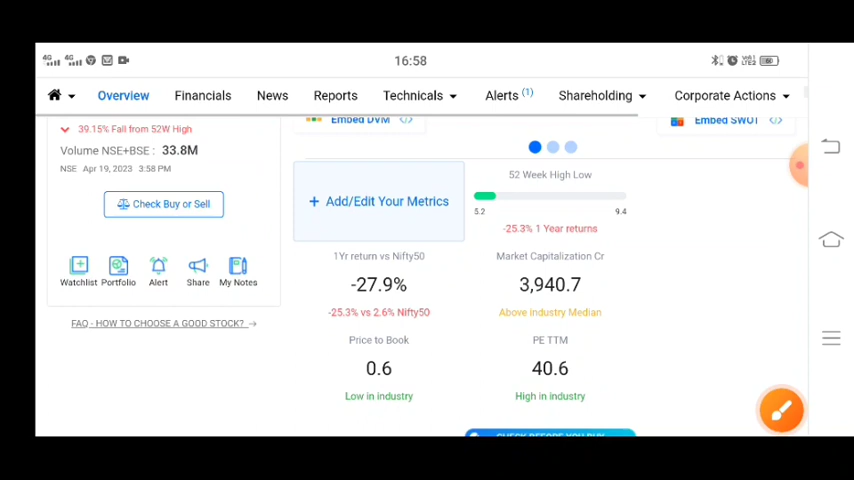 16:58
Overview
Financials
News
Reports
Technicals
Alerts (1)
Shareholding
Corporate Actions
39.15% Fall from 52W High
Volume NSE+BSE : 33.8M
NSE Apr 19, 2023 3:58 PM
Check Buy or Sell
Watchlist
Portfolio
Alert
Share
My Notes
FAQ - HOW TO CHOOSE A GOOD STOCK?
Embed DVM
Embed SWOT
+ Add/Edit Your Metrics
52 Week High Low
5.2
9.4
-25.3% 1 Year returns
1Yr return vs Nifty50
-27.9%
-25.3% vs 2.6% Nifty50
Market Capitalization Cr
3,940.7
Above industry Median
Price to Book
0.6
Low in industry
PE TTM
40.6
High in industry
CHECK BEFORE YOU BUY